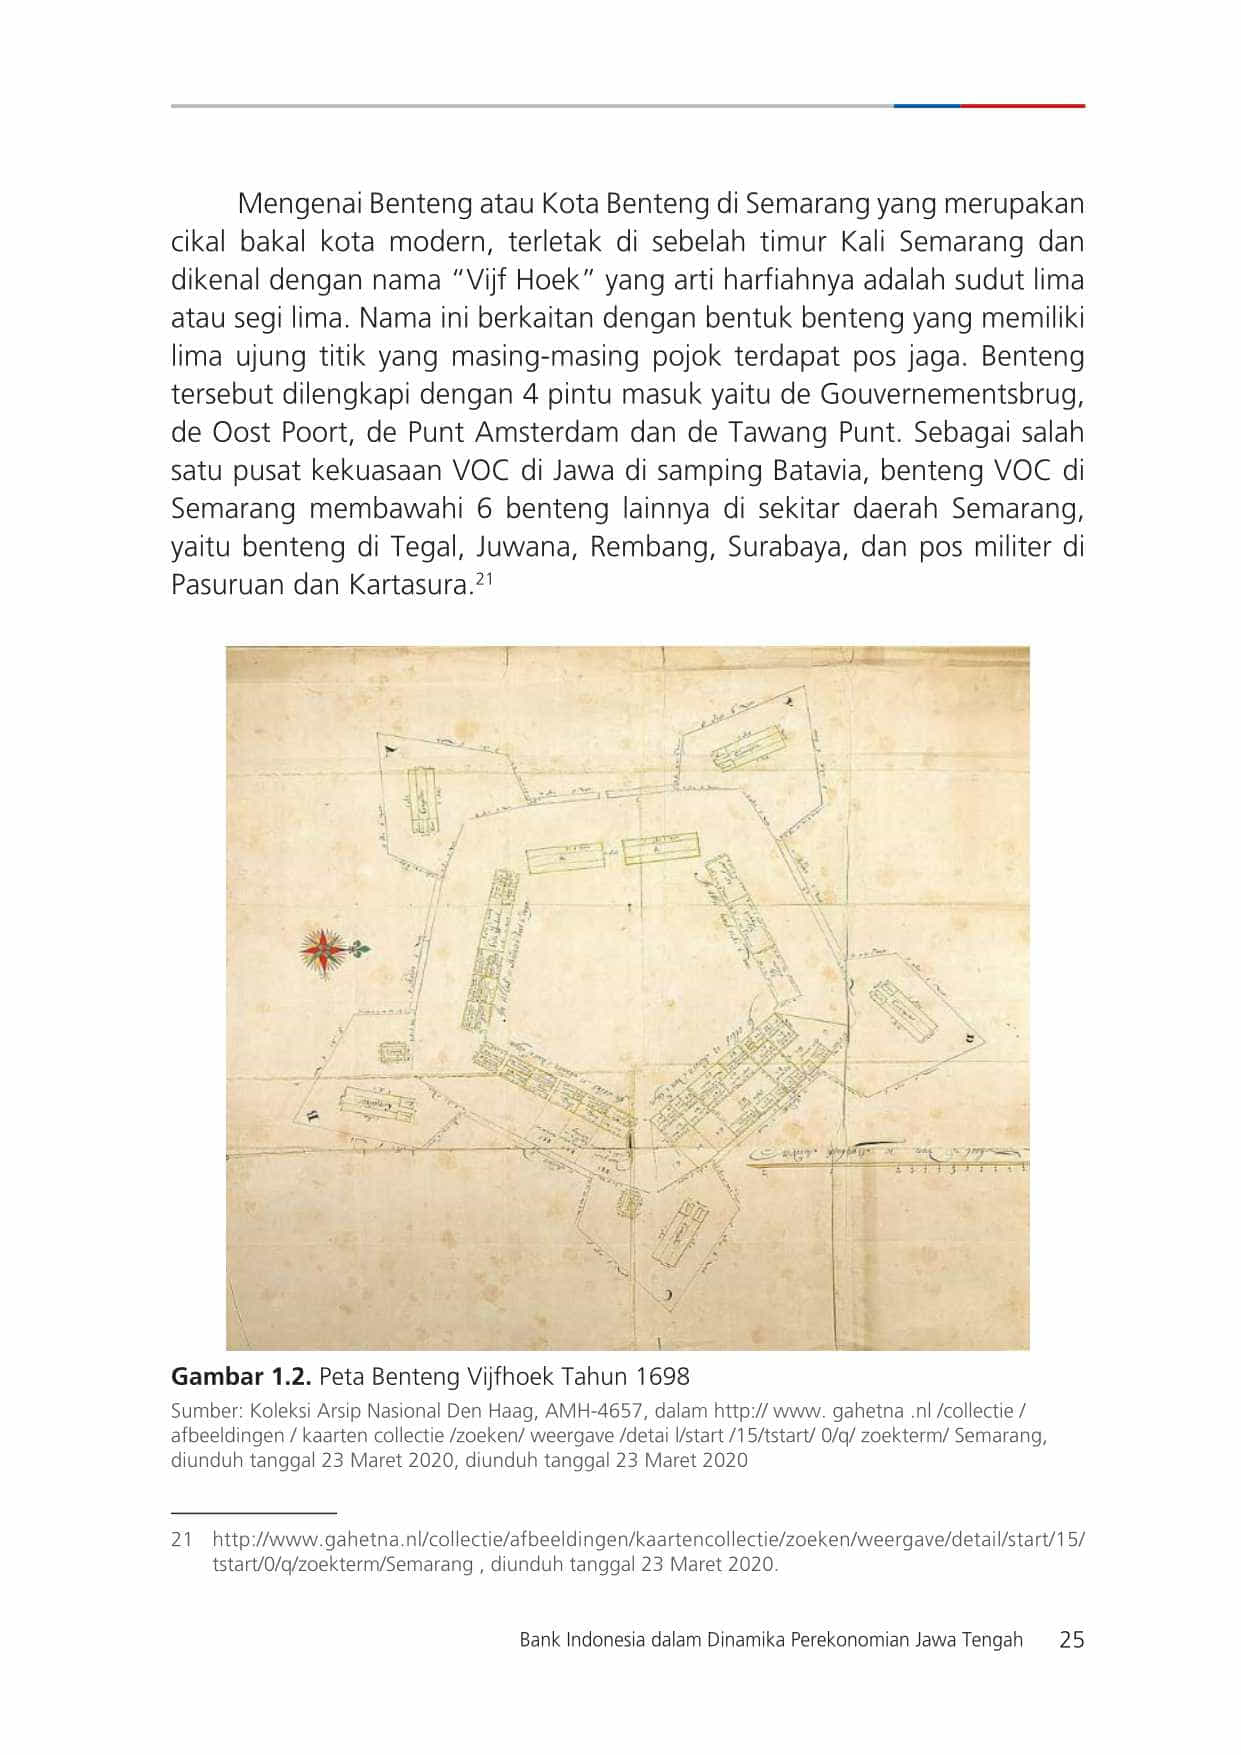 Mengenai Benteng atau Kota Benteng di Semarang yang merupakan
cikal bakal kota modern, terletak di sebelah timur Kali Semarang dan
dikenal dengan nama “Vijf Hoek” yang arti harfiahnya adalah sudut lima
atau segi lima. Nama ini berkaitan dengan bentuk benteng yang memiliki
lima ujung titik yang masing-masing pojok terdapat pos jaga. Benteng
tersebut dilengkapi dengan 4 pintu masuk yaitu de Gouvernementsbrug,
de Oost Poort, de Punt Amsterdam dan de Tawang Punt. Sebagai salah
satu pusat kekuasaan VOC di Jawa di samping Batavia, benteng VOC di
Semarang membawahi 6 benteng lainnya di sekitar daerah Semarang,
yaitu benteng di Tegal, Juwana, Rembang, Surabaya, dan pos militer di
Pasuruan dan Kartasura.21
A
B
C
D
Gambar 1.2. Peta Benteng Vijfhoek Tahun 1698
Sumber: Koleksi Arsip Nasional Den Haag, AMH-4657, dalam http:// www. gahetna .nl /collectie /
afbeeldingen / kaarten collectie /zoeken/ weergave /detai l/start /15/tstart/ 0/q/ zoekterm/ Semarang,
diunduh tanggal 23 Maret 2020, diunduh tanggal 23 Maret 2020
21 http://www.gahetna.nl/collectie/afbeeldingen/kaartencollectie/zoeken/weergave/detail/start/15/
tstart/0/q/zoekterm/Semarang , diunduh tanggal 23 Maret 2020.
Bank Indonesia dalam Dinamika Perekonomian Jawa Tengah 25